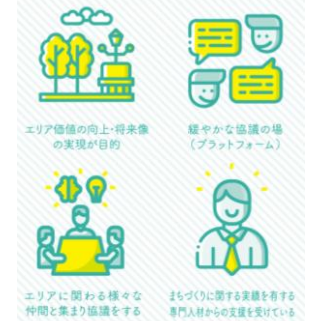 エリア価値の向上・将来像
の実現が目的
緩やかな協議の場
（プラットフォーム）
エリアに関わる様々な
仲間と集まり協議をする
まちづくりに関する実績を有する
専門人材からの支援を受けている